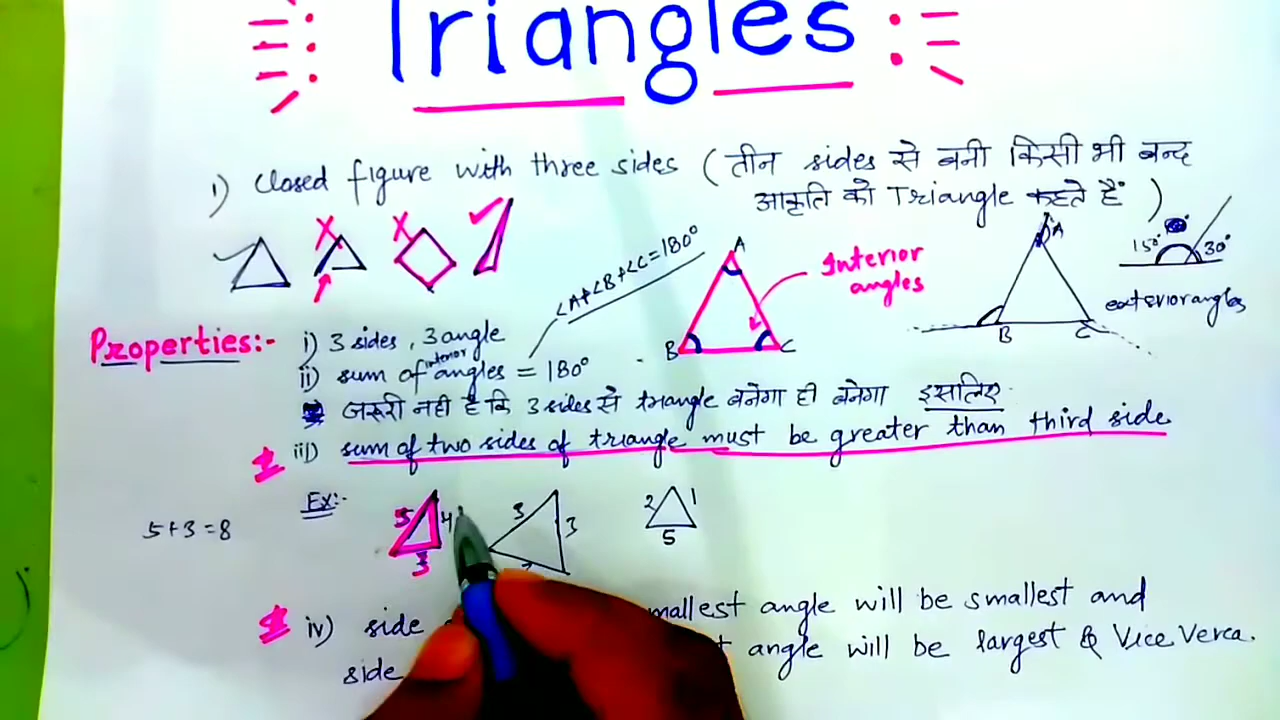 Triangles
i) Closed figure with three sides ( तीन sides से बनी किसी भी बन्द
आकृति को Triangle कहते हैं )
∠A+∠B+∠C=180°
A
B
C
Interior
angles
A
B
C
150°
30°
exterior angles
Properties:-
i) 3 sides, 3 angle
ii) sum of interior angles = 180°
जरूरी नही है कि 3 sides से triangle बनेगा ही बनेगा इसलिए
iii) sum of two sides of triangle must be greater than third side
Ex:-
5+3=8
5
4
3
3
3
2
1
5
iv) side mallest angle will be smallest and
side t angle will be largest & Vice Verca.